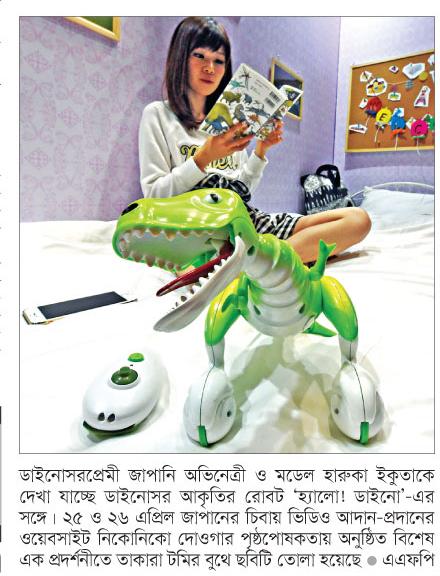 ডাইনোসরপ্রেমী জাপানি অভিনেত্রী ও মডেল হারুকা ইকুতাকে
দেখা যাচ্ছে ডাইনোসর আকৃতির রোবট ‘হ্যালো! ডাইনো’-এর
সঙ্গে। ২৫ ও ২৬ এপ্রিল জাপানের চিবায় ভিডিও আদান-প্রদানের
ওয়েবসাইট নিকোনিকো দোওগার পৃষ্ঠপোষকতায় অনুষ্ঠিত বিশেষ
এক প্রদর্শনীতে তাকারা টমির বুথে ছবিটি তোলা হয়েছে ● এএফপি